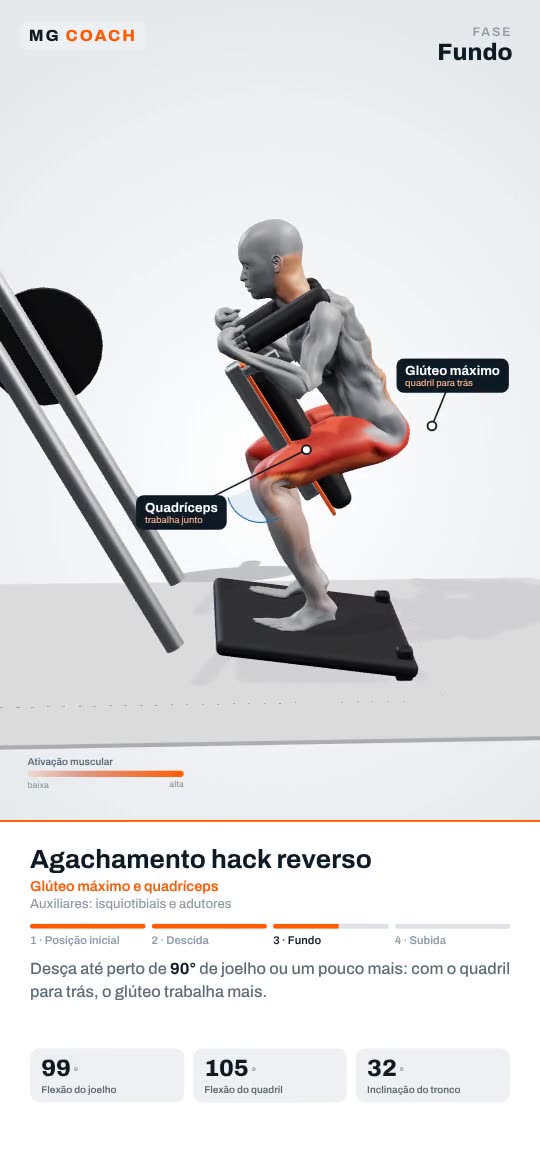 MG COACH
FASE
Fundo
Glúteo máximo
quadril para trás
Quadríceps
trabalha junto
Ativação muscular
baixa alta
Agachamento hack reverso
Glúteo máximo e quadríceps
Auxiliares: isquiotibiais e adutores
1 · Posição inicial 2 · Descida 3 · Fundo 4 · Subida
Desça até perto de 90° de joelho ou um pouco mais: com o quadril
para trás, o glúteo trabalha mais.
99° 105° 32°
Flexão do joelho Flexão do quadril Inclinação do tronco